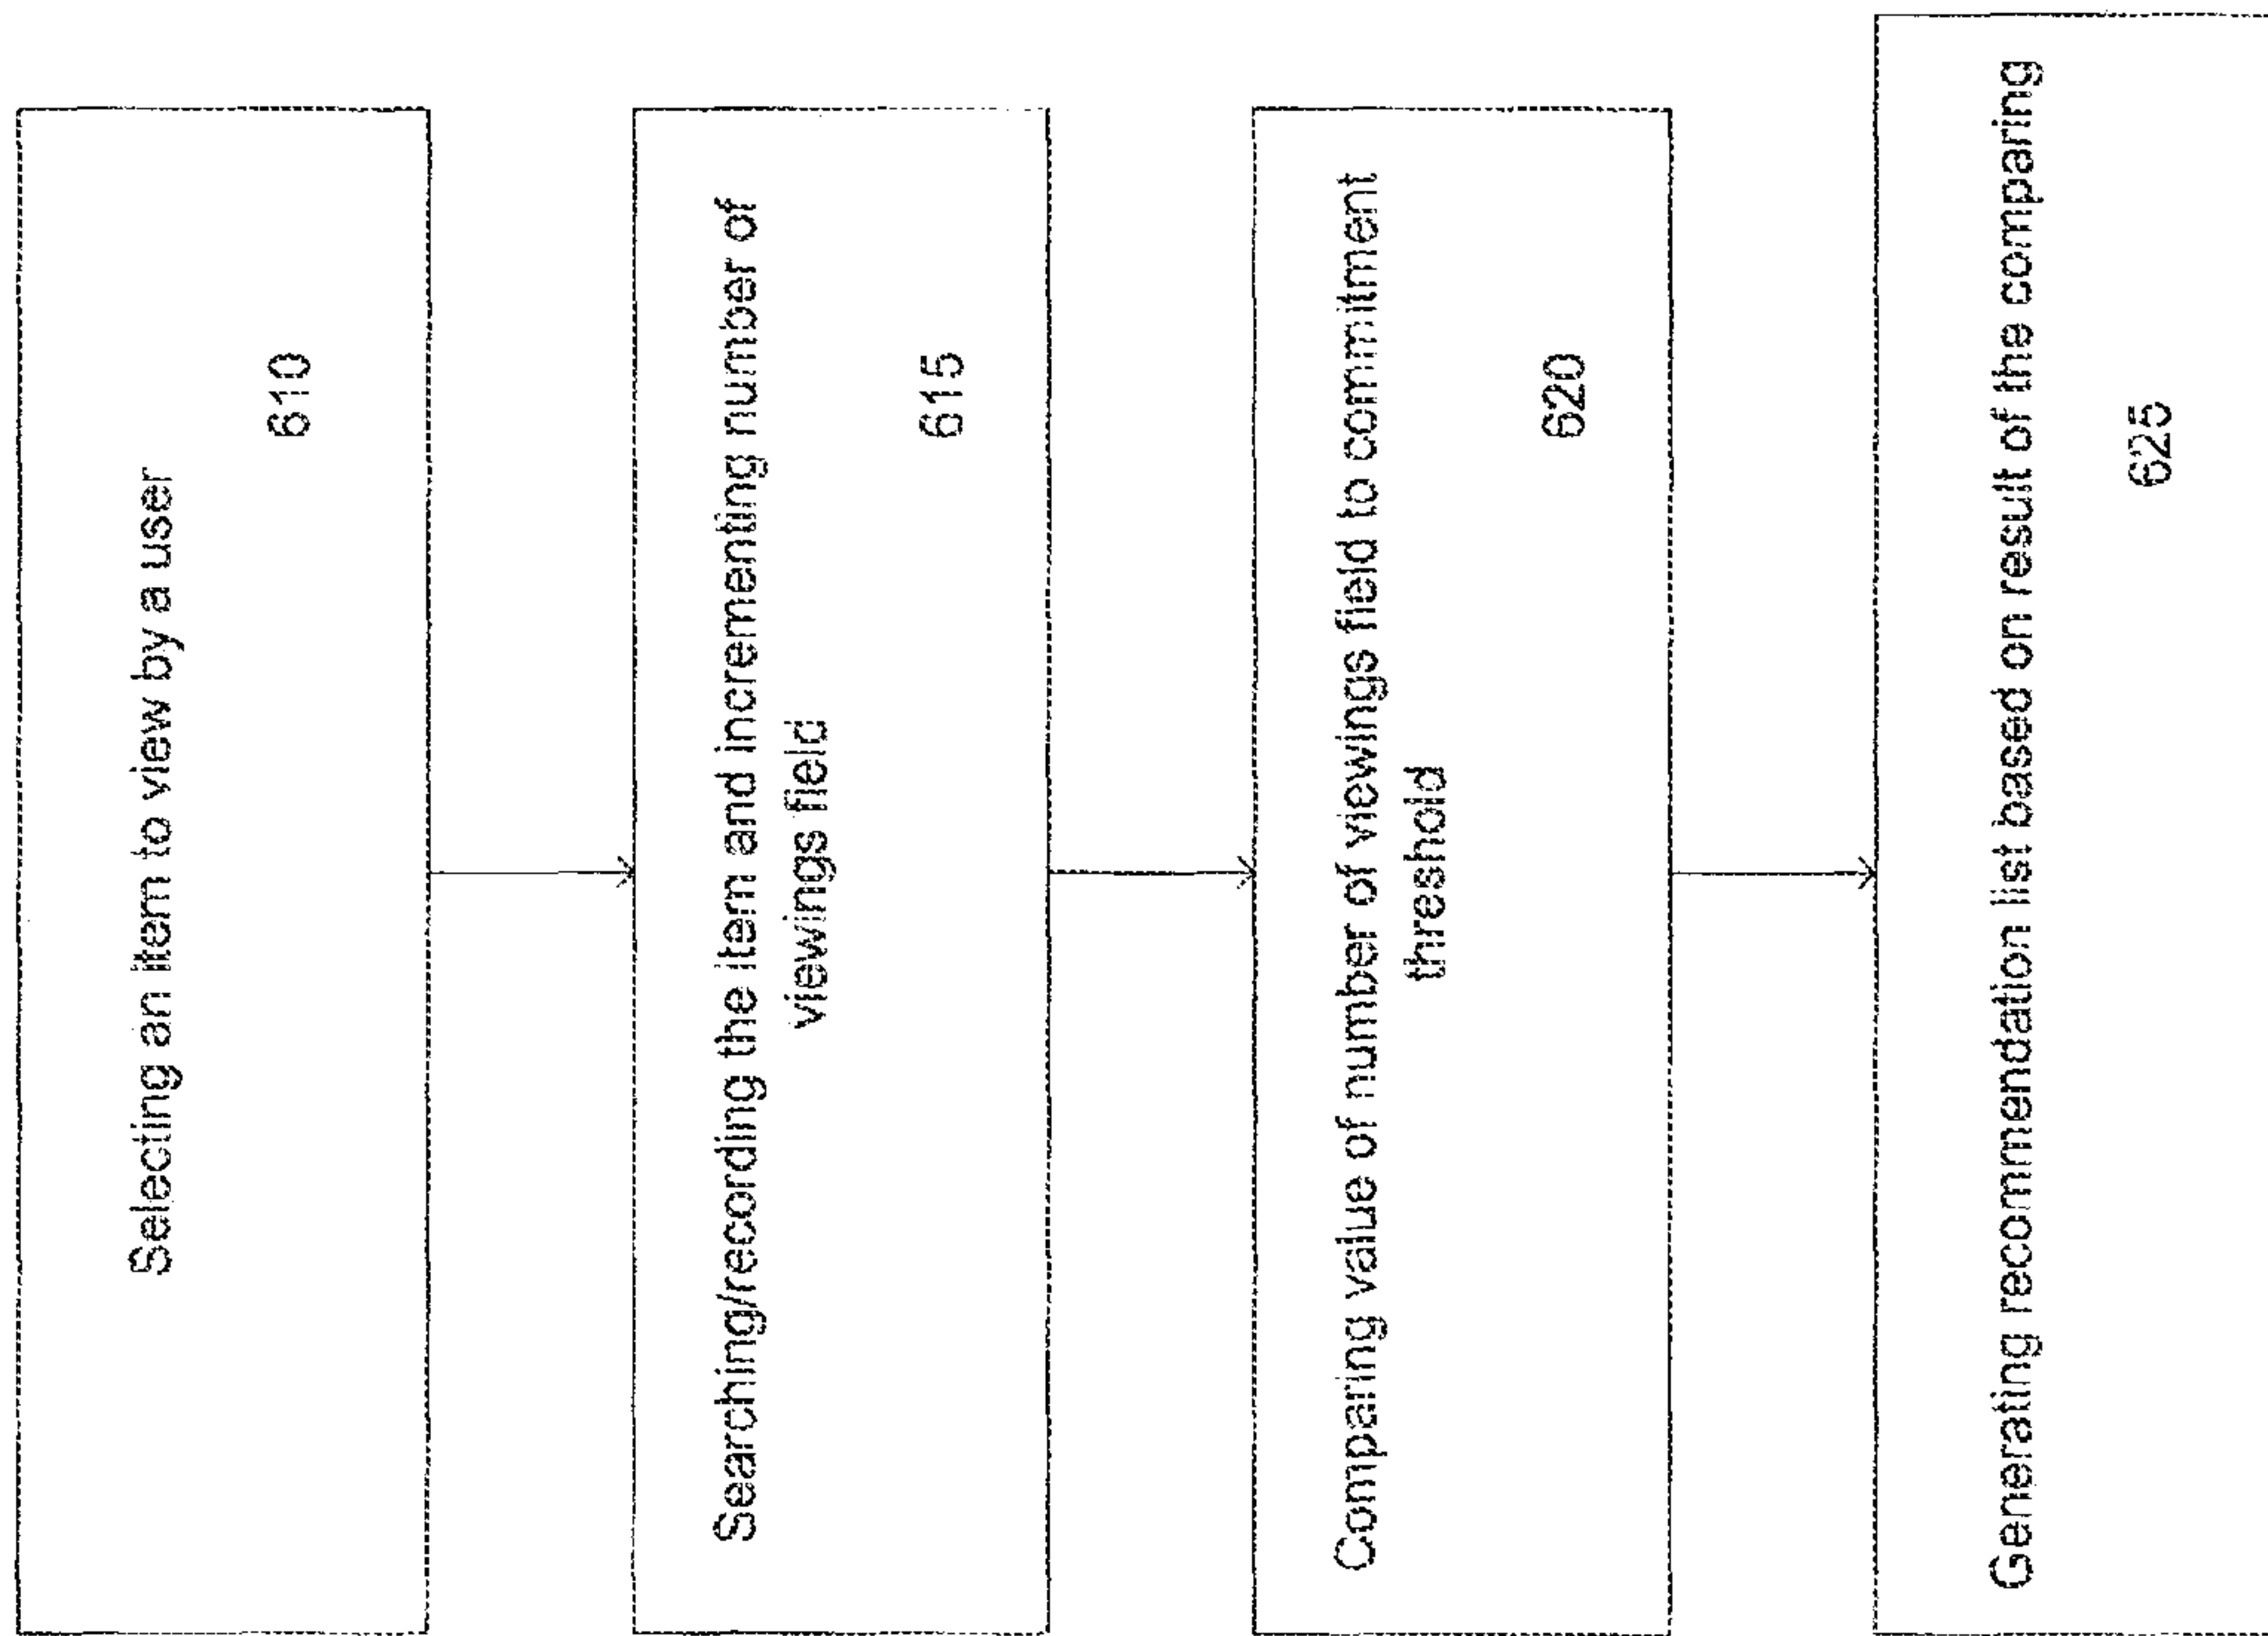 Selecting an item to view by a user
610
Searching/recording the item and incrementing number of
viewings field
615
Comparing value of number of viewings field to commitment
threshold
620
Generating recommendation list based on result of the comparing
625